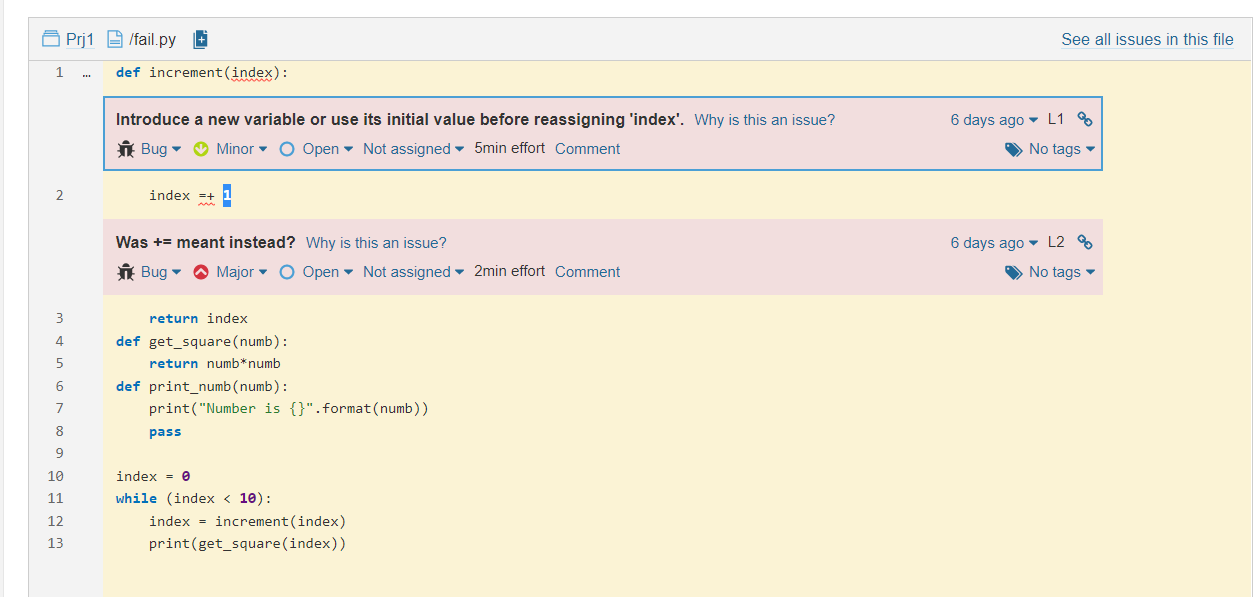 Prj1 /fail.py See all issues in this file
1 … def increment(index):
Introduce a new variable or use its initial value before reassigning 'index'. Why is this an issue? 6 days ago L1
Bug Minor Open Not assigned 5min effort Comment No tags
2 index =+ 1
Was += meant instead? Why is this an issue? 6 days ago L2
Bug Major Open Not assigned 2min effort Comment No tags
3 return index
4 def get_square(numb):
5 return numb*numb
6 def print_numb(numb):
7 print("Number is {}".format(numb))
8 pass
9
10 index = 0
11 while (index < 10):
12 index = increment(index)
13 print(get_square(index))